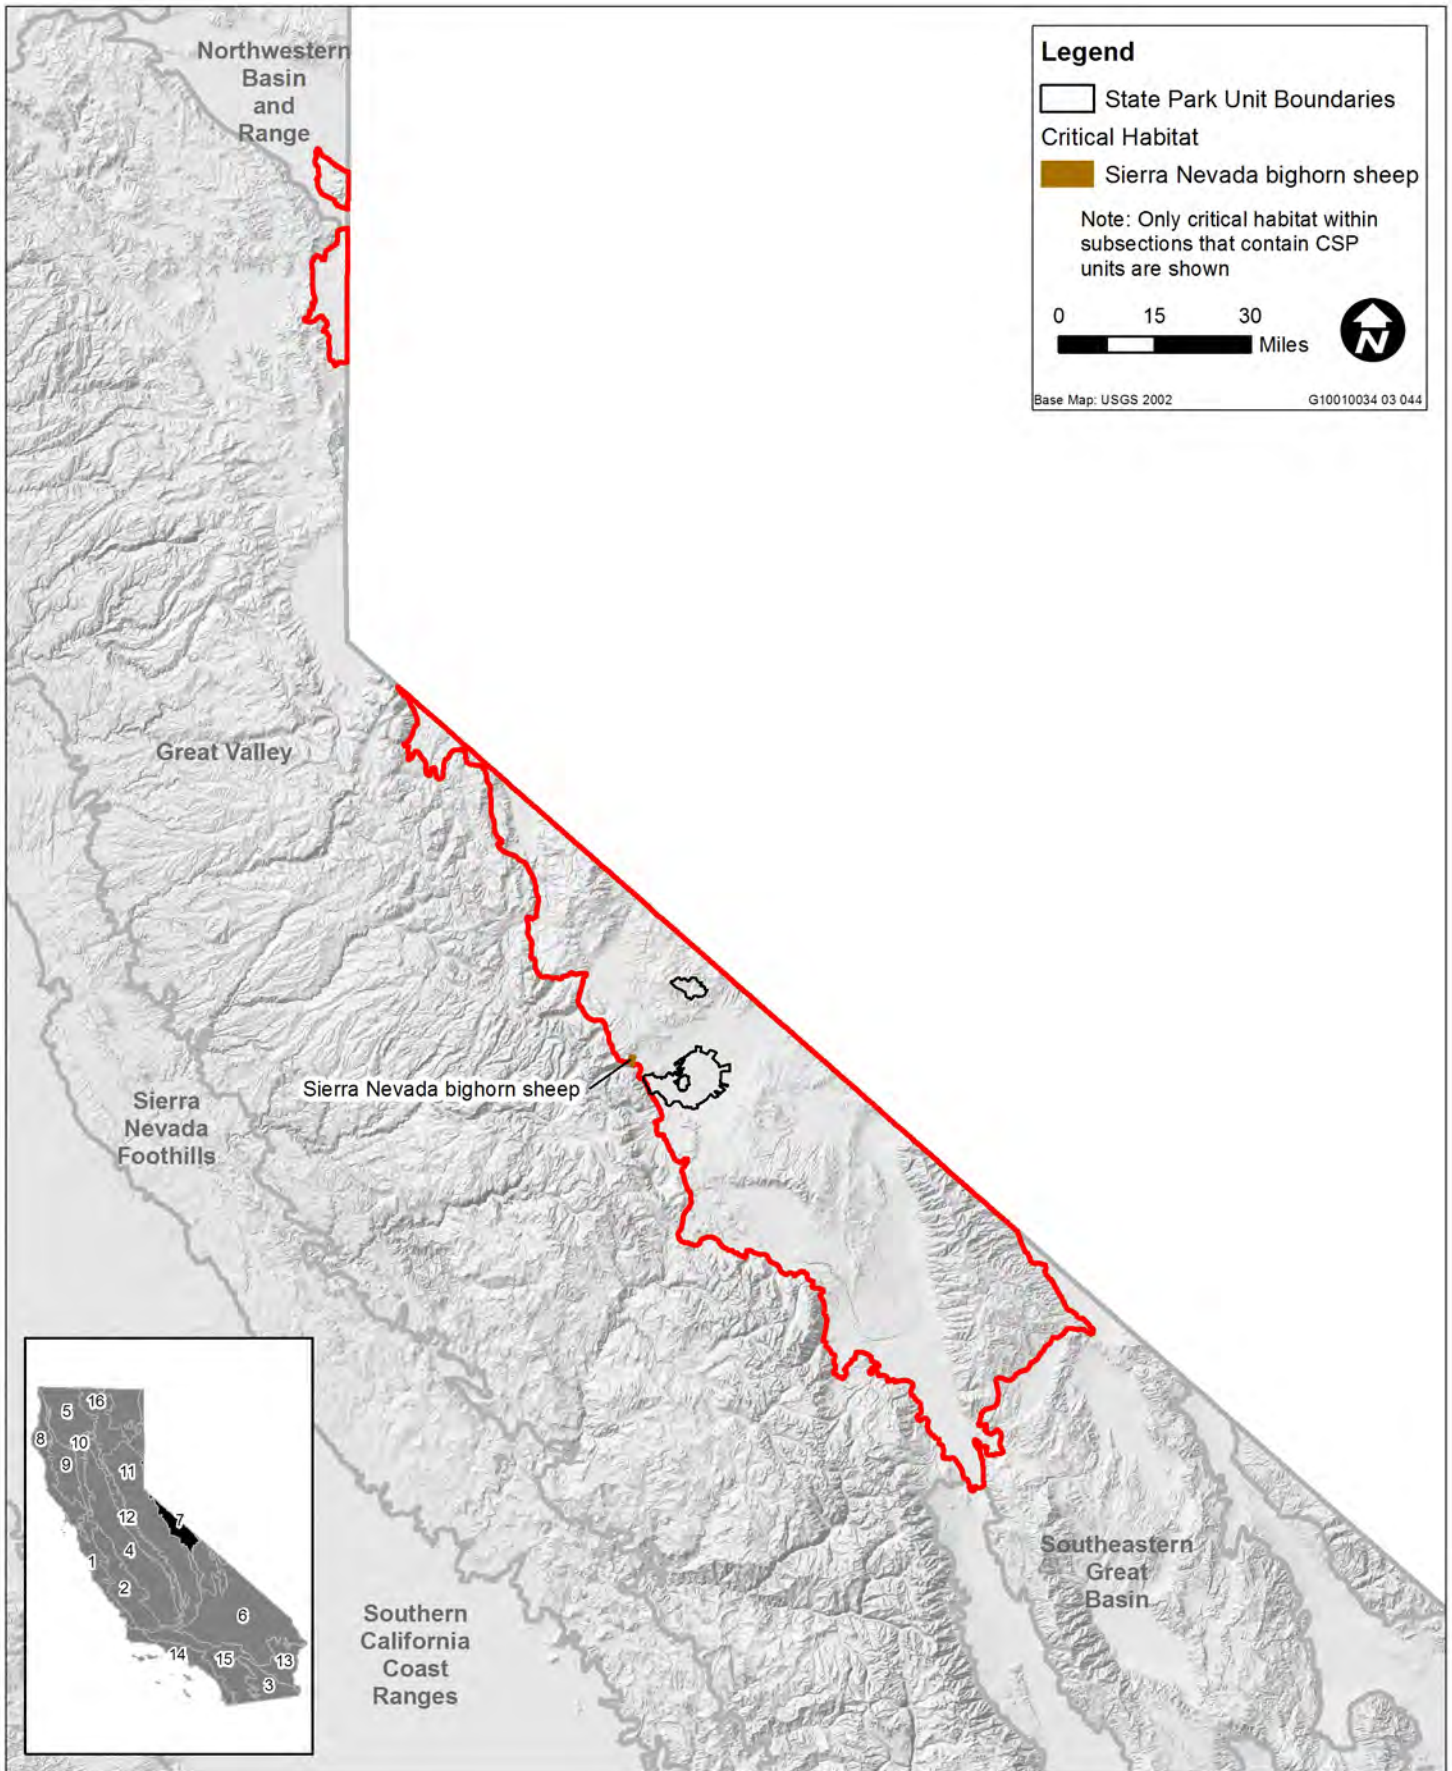 Northwestern
Basin
and
Range
Legend
State Park Unit Boundaries
Critical Habitat
Sierra Nevada bighorn sheep
Note: Only critical habitat within
subsections that contain CSP
units are shown
0 15 30
Miles
N
Base Map: USGS 2002
G10010034 03 044
Great Valley
Sierra Nevada bighorn sheep
Sierra
Nevada
Foothills
Southeastern
Great
Basin
Southern
California
Coast
Ranges
16
5
8
10
9
11
12
7
4
1
2
6
14
15
13
3